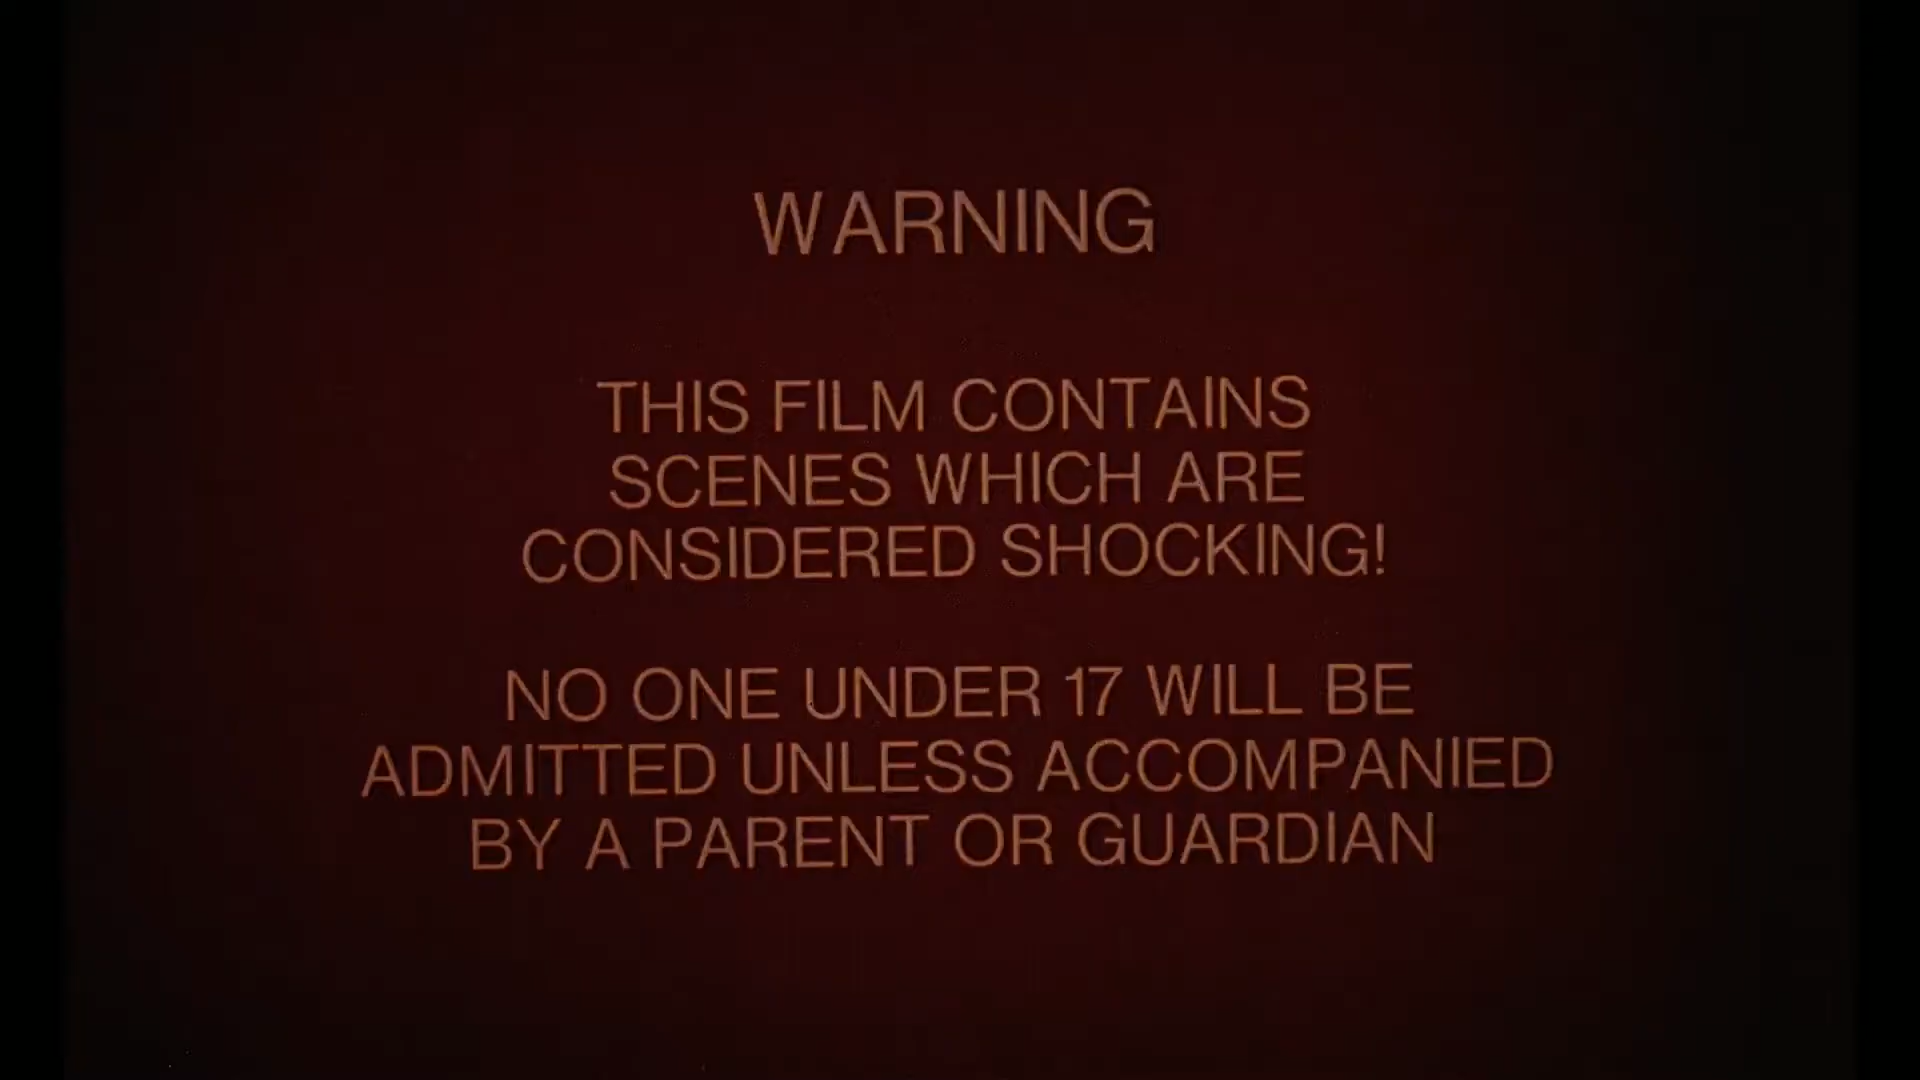 WARNING
THIS FILM CONTAINS
SCENES WHICH ARE
CONSIDERED SHOCKING!
NO ONE UNDER 17 WILL BE
ADMITTED UNLESS ACCOMPANIED
BY A PARENT OR GUARDIAN